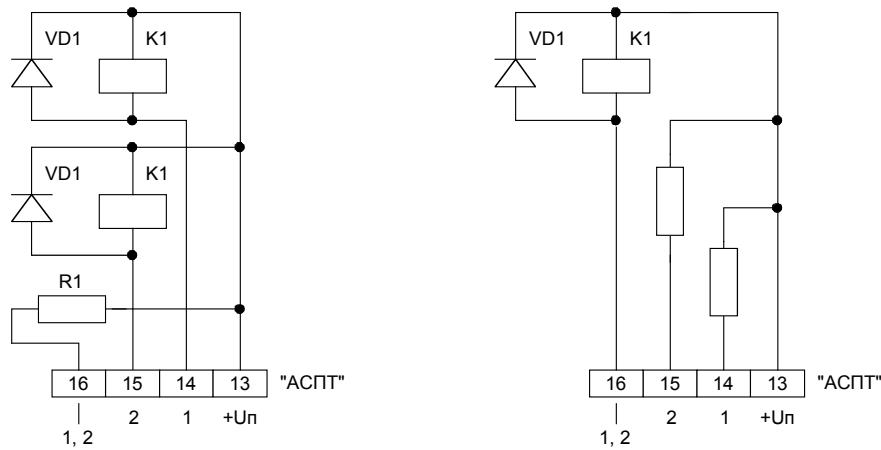 VD1 K1 VD1 K1
VD1 K1
R1
16 15 14 13 "АСПТ" 16 15 14 13 "АСПТ"
2 1 +Uп 2 1 +Uп
1, 2 1, 2